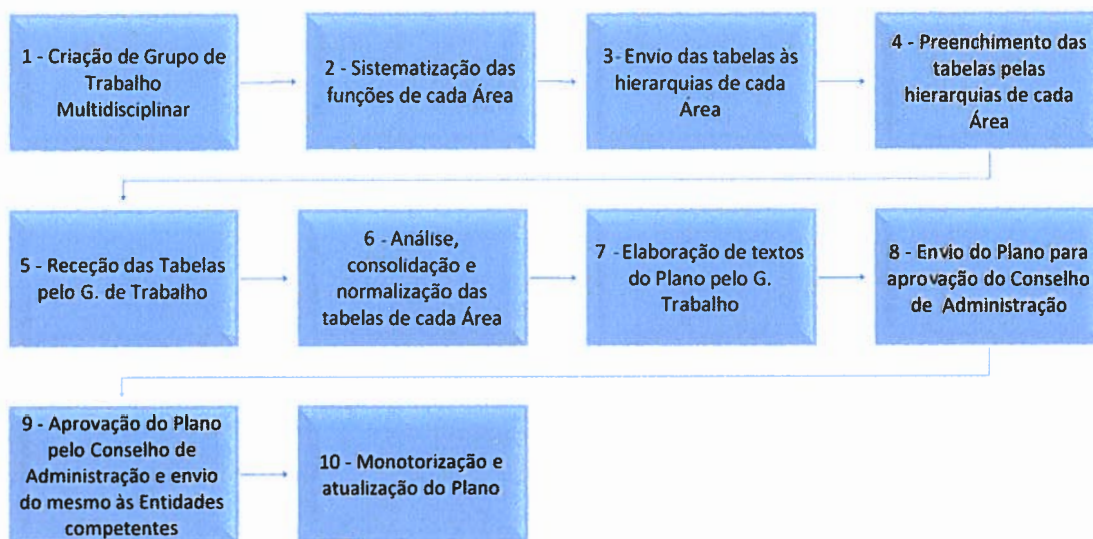 1 - Criação de Grupo de
Trabalho
Multidisciplinar
2 - Sistematização das
funções de cada Área
3 - Envio das tabelas às
hierarquias de cada
Área
4 - Preenchimento das
tabelas pelas
hierarquias de cada
Área
5 - Receção das Tabelas
pelo G. de Trabalho
6 - Análise,
consolidação e
normalização das
tabelas de cada Área
7 - Elaboração de textos
do Plano pelo G.
Trabalho
8 - Envio do Plano para
aprovação do Conselho
de Administração
9 - Aprovação do Plano
pelo Conselho de
Administração e envio
do mesmo às Entidades
competentes
10 - Monotorização e
atualização do Plano